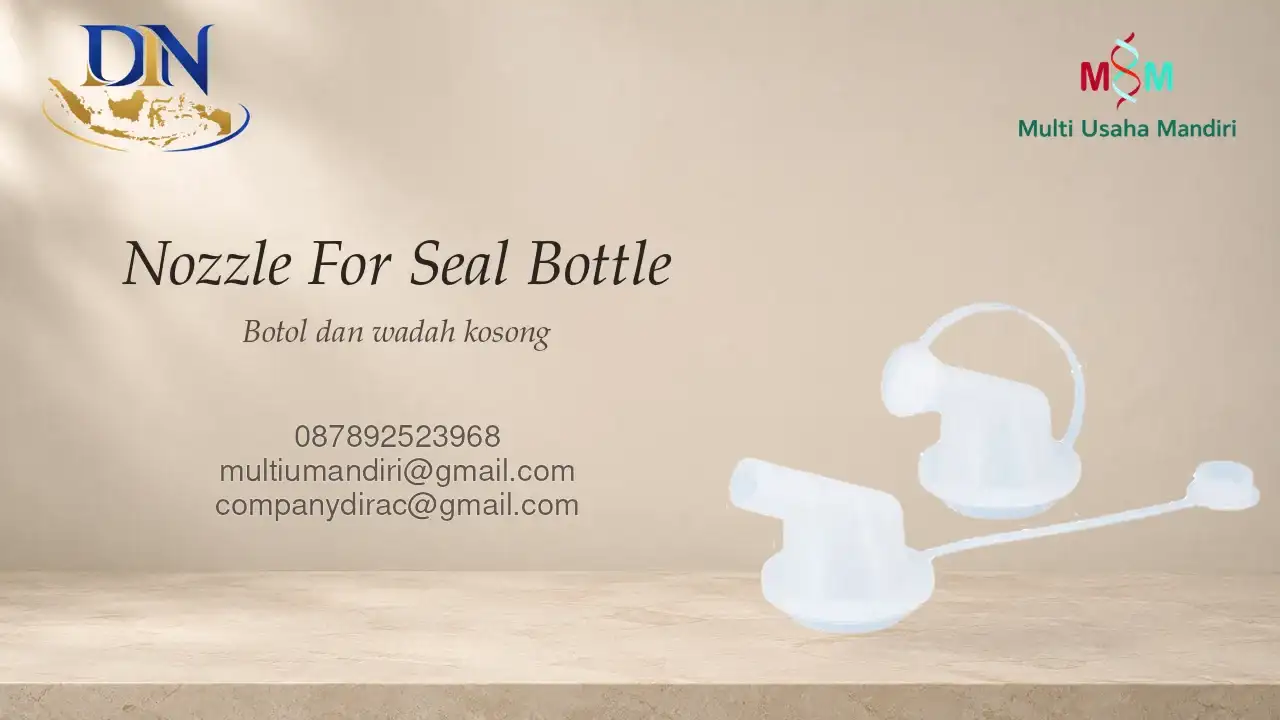 DIN
MSM
Multi Usaha Mandiri
Nozzle For Seal Bottle
Botol dan wadah kosong
087892523968
multiumandiri@gmail.com
companydirac@gmail.com